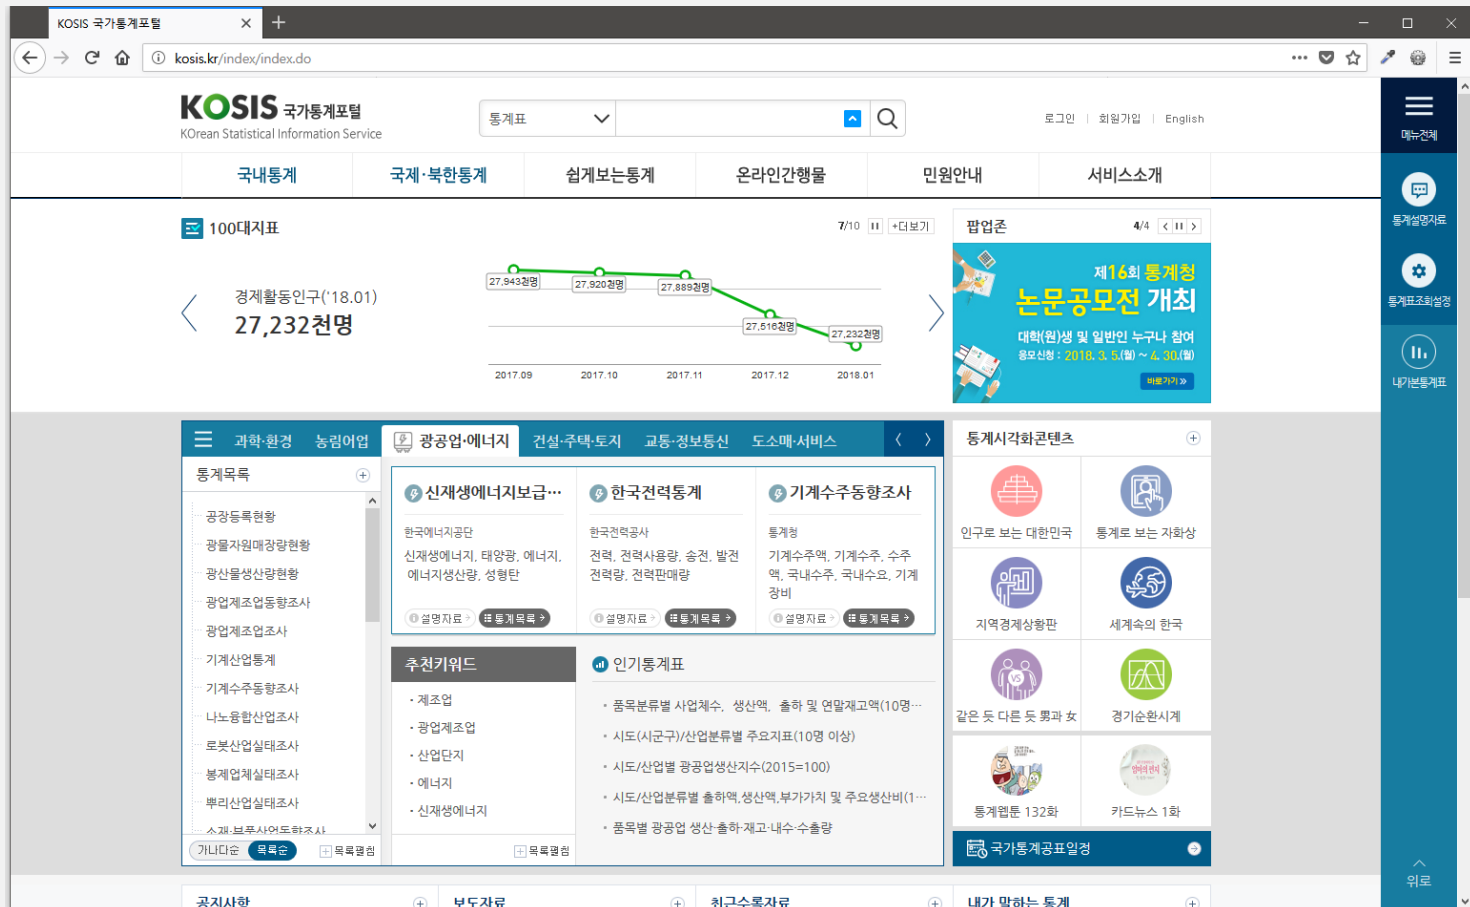 KOSIS 국가통계포털
kosis.kr/index/index.do
KOSIS 국가통계포털
KOrean Statistical Information Service
통계표
로그인 | 회원가입 | English
메뉴전체
국내통계 국제·북한통계 쉽게보는통계 온라인간행물 민원안내 서비스소개
통계설명자료
통계표조회설정
내가본통계표
위로
100대지표
7/10 +더보기
경제활동인구('18.01)
27,232천명
27,943천명 27,920천명 27,889천명 27,516천명 27,232천명
2017.09 2017.10 2017.11 2017.12 2018.01
팝업존 4/4
제16회 통계청
논문공모전 개최
대학(원)생 및 일반인 누구나 참여
응모신청 : 2018. 3. 5.(월) ~ 4. 30.(월)
바로가기
과학·환경 농림어업 광공업·에너지 건설·주택·토지 교통·정보통신 도소매·서비스
통계목록
공장등록현황
광물자원매장량현황
광산물생산량현황
광업제조업동향조사
광업제조업조사
기계산업통계
기계수주동향조사
나노융합산업조사
로봇산업실태조사
봉제업체실태조사
뿌리산업실태조사
소재·부품산업동향조사
가나다순 목록순 목록펼침
신재생에너지보급…
한국에너지공단
신재생에너지, 태양광, 에너지,
에너지생산량, 성형탄
설명자료 통계목록
한국전력통계
한국전력공사
전력, 전력사용량, 송전, 발전
전력량, 전력판매량
설명자료 통계목록
기계수주동향조사
통계청
기계수주액, 기계수주, 수주
액, 국내수주, 국내수요, 기계
장비
설명자료 통계목록
추천키워드
· 제조업
· 광업제조업
· 산업단지
· 에너지
· 신재생에너지
목록펼침
인기통계표
· 품목분류별 사업체수, 생산액, 출하 및 연말재고액(10명…
· 시도(시군구)/산업분류별 주요지표(10명 이상)
· 시도/산업별 광공업생산지수(2015=100)
· 시도/산업분류별 출하액,생산액,부가가치 및 주요생산비(1…
· 품목별 광공업 생산·출하·재고·내수·수출량
통계시각화콘텐츠
인구로 보는 대한민국 통계로 보는 자화상
지역경제상황판 세계속의 한국
VS
같은 듯 다른 듯 男과 女 경기순환시계
엄마의 편지
통계웹툰 132화 카드뉴스 1화
국가통계공표일정
공지사항 보도자료 최근수록자료 내가 말하는 통계